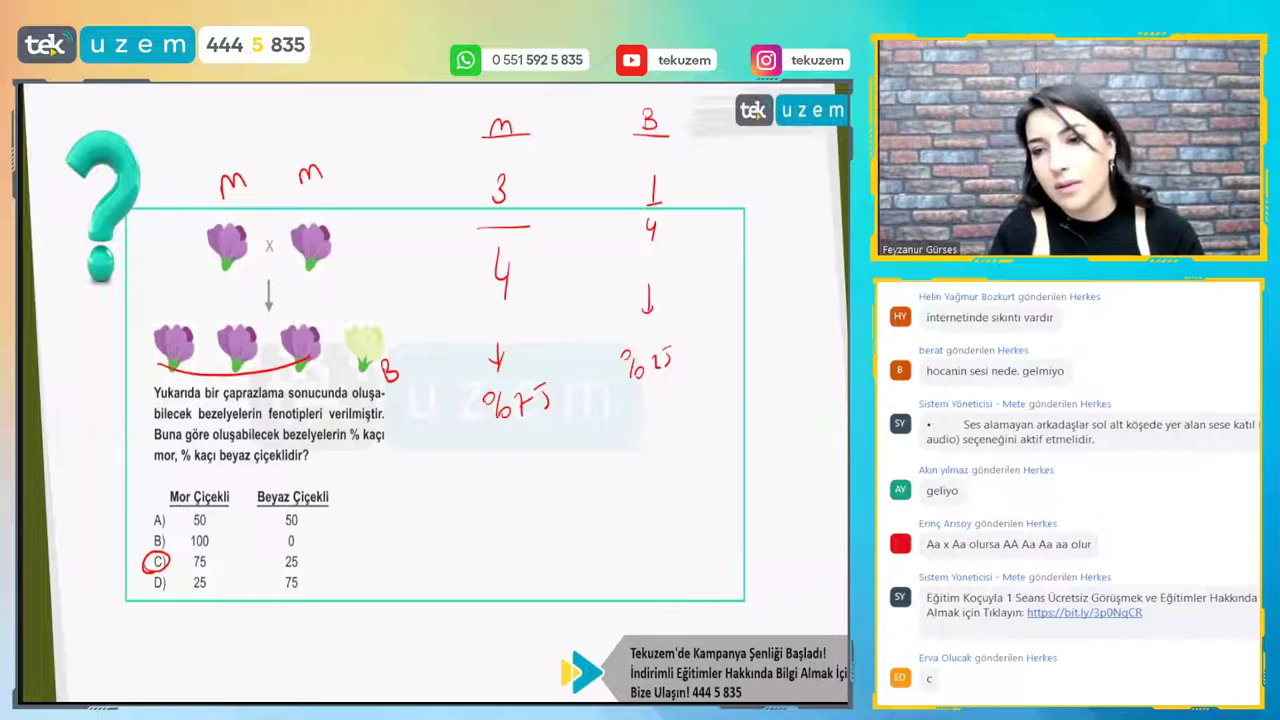 tek
uzem
444 5 835
0 551 592 5 835
tekuzem
tekuzem
tek uzem
m m
m
3
4
%75
B
1
4
%25
x
B
Yukarıda bir çaprazlama sonucunda oluşa-
bilecek bezelyelerin fenotipleri verilmiştir.
Buna göre oluşabilecek bezelyelerin % kaçı
mor, % kaçı beyaz çiçeklidir?
Mor Çiçekli Beyaz Çiçekli
A) 50 50
B) 100 0
C) 75 25
D) 25 75
uzem
Tekuzem'de Kampanya Şenliği Başladı!
İndirimli Eğitimler Hakkında Bilgi Almak İçi
Bize Ulaşın! 444 5 835
Feyzanur Gürses
Helin Yağmur Bozkurt gönderilen Herkes
HY internetinde sıkıntı vardır
berat gönderilen Herkes
B hocanin sesi nede. gelmiyo
Sistem Yöneticisi - Mete gönderilen Herkes
SY • Ses alamayan arkadaşlar sol alt köşede yer alan sese katıl (
audio) seçeneğini aktif etmelidir.
Akın yılmaz gönderilen Herkes
AY geliyo
Erinç Arısoy gönderilen Herkes
Aa x Aa olursa AA Aa Aa aa olur
Sistem Yöneticisi - Mete gönderilen Herkes
SY Eğitim Koçuyla 1 Seans Ücretsiz Görüşmek ve Eğitimler Hakkında
Almak için Tıklayın: https://bit.ly/3p0NqCR
Erva Olucak gönderilen Herkes
EO c